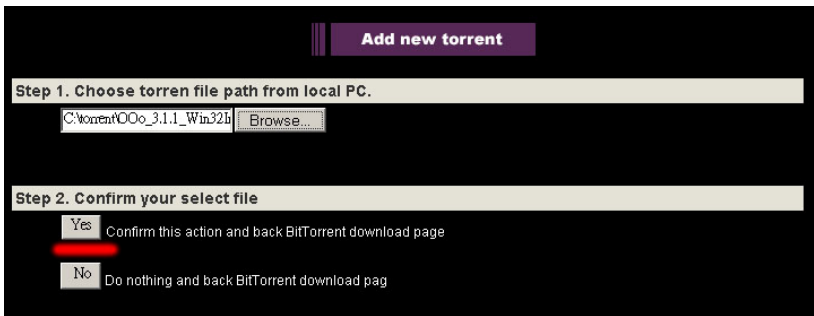 Add new torrent
Step 1. Choose torren file path from local PC.
C:\torrent\OOo_3.1.1_Win32I Browse...
Step 2. Confirm your select file
Yes Confirm this action and back BitTorrent download page
No Do nothing and back BitTorrent download pag